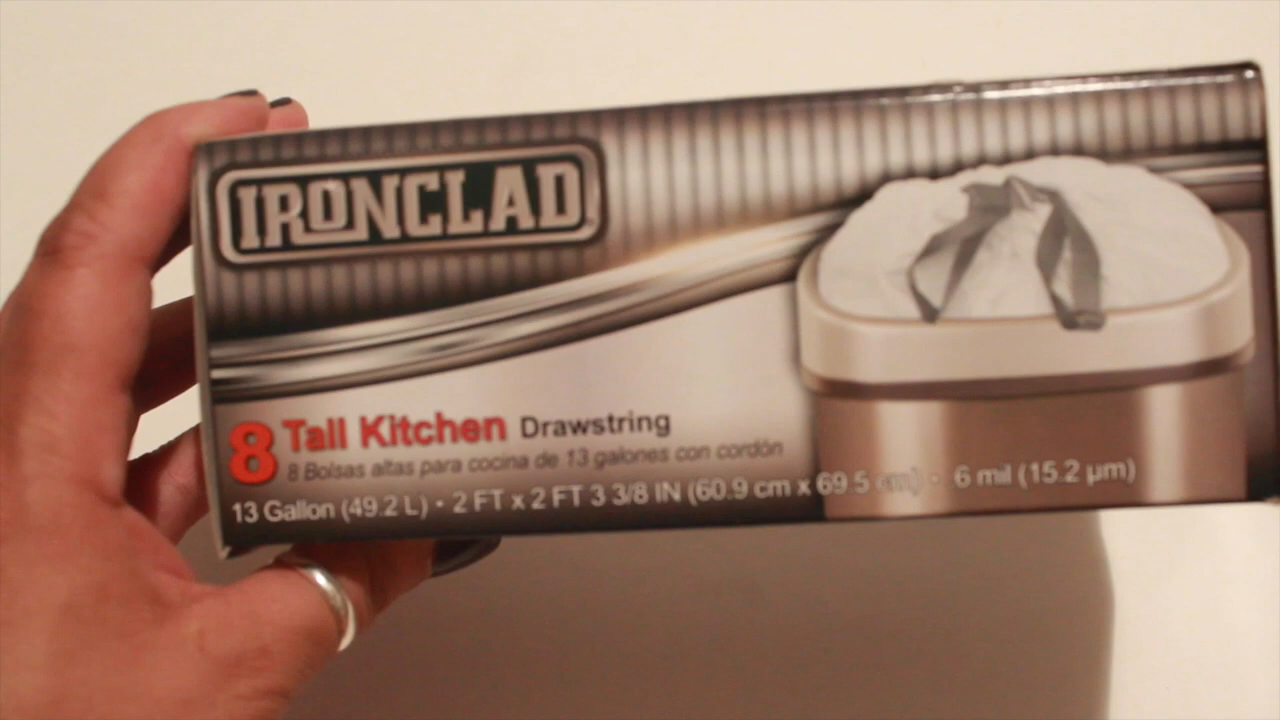 IRONCLAD
8 Tall Kitchen Drawstring
8 Bolsas altas para cocina de 13 galones con cordón
13 Gallon (49.2 L) • 2 FT x 2 FT 3 3/8 IN (60.9 cm x 69.5 cm) • 6 mil (15.2 µm)